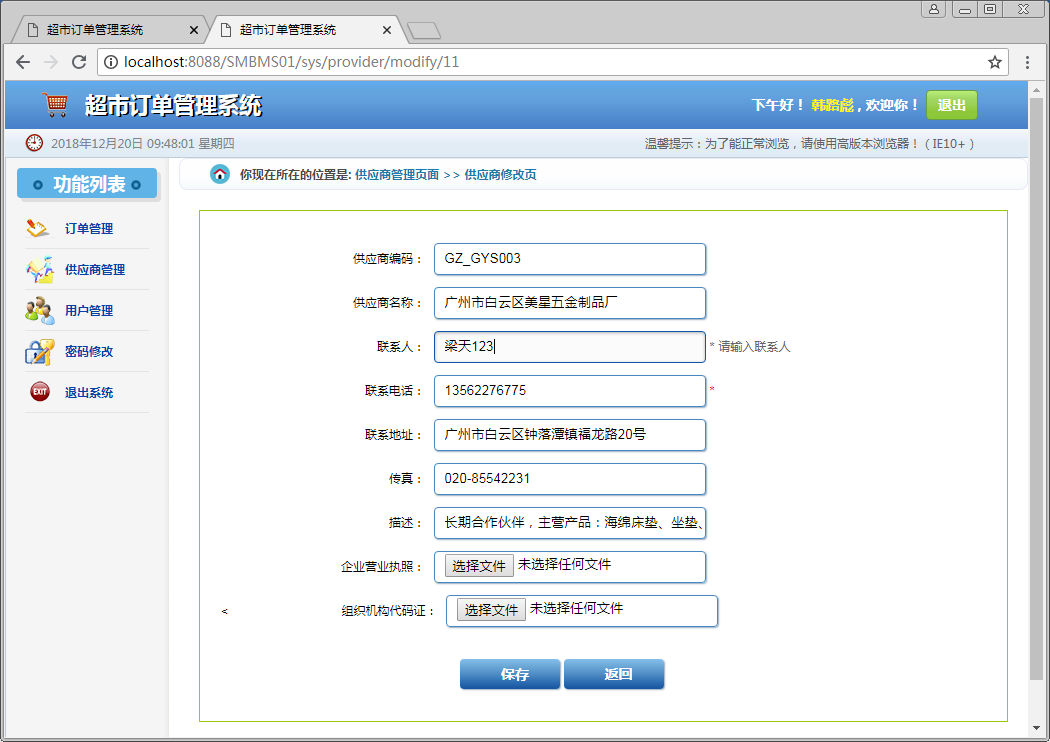 超市订单管理系统
超市订单管理系统
localhost:8088/SMBMS01/sys/provider/modify/11
超市订单管理系统
下午好！ 韩路彪 , 欢迎你！
退出
2018年12月20日 09:48:01 星期四
温馨提示：为了能正常浏览，请使用高版本浏览器！（IE10+）
功能列表
你现在所在的位置是: 供应商管理页面 >> 供应商修改页
订单管理
供应商管理
用户管理
密码修改
EXIT 退出系统
供应商编码： GZ_GYS003
供应商名称： 广州市白云区美星五金制品厂
联系人： 梁天123 * 请输入联系人
联系电话： 13562276775 *
联系地址： 广州市白云区钟落潭镇福龙路20号
传真： 020-85542231
描述： 长期合作伙伴，主营产品：海绵床垫、坐垫、
企业营业执照： 选择文件 未选择任何文件
< 组织机构代码证： 选择文件 未选择任何文件
保存 返回